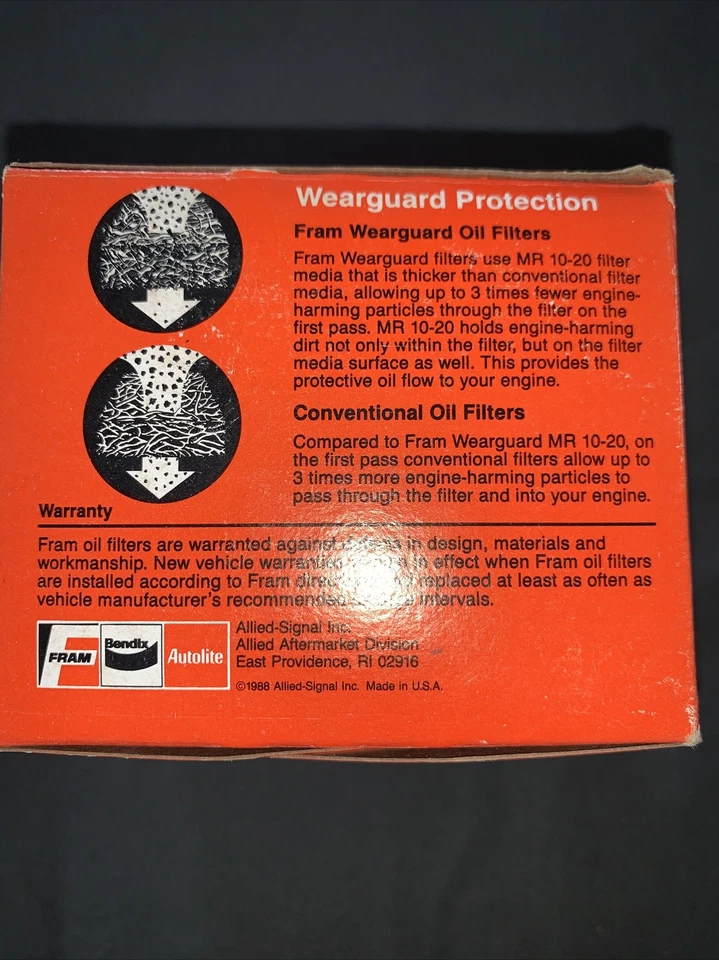 Wearguard Protection
Fram Wearguard Oil Filters
Fram Wearguard filters use MR 10-20 filter
media that is thicker than conventional filter
media, allowing up to 3 times fewer engine-
harming particles through the filter on the
first pass. MR 10-20 holds engine-harming
dirt not only within the filter, but on the filter
media surface as well. This provides the
protective oil flow to your engine.
Conventional Oil Filters
Compared to Fram Wearguard MR 10-20, on
the first pass conventional filters allow up to
3 times more engine-harming particles to
pass through the filter and into your engine.
Warranty
Fram oil filters are warranted against in design, materials and
workmanship. New vehicle in effect when Fram oil filters
are installed according to Fram replaced at least as often as
vehicle manufacturer's recommended intervals.
FRAM
Bendix
Autolite
Allied-Signal Inc.
Allied Aftermarket Division
East Providence, RI 02916
©1988 Allied-Signal Inc. Made in U.S.A.